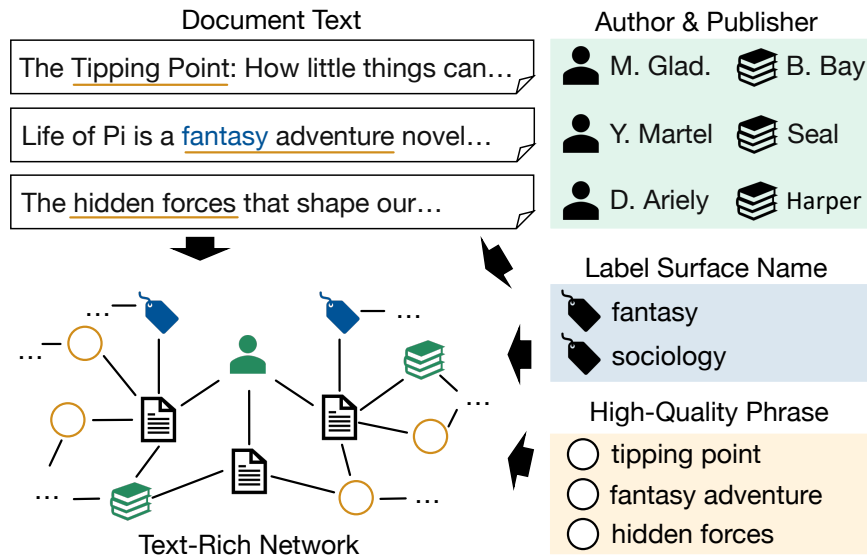 Document Text
The Tipping Point: How little things can…
Life of Pi is a fantasy adventure novel…
The hidden forces that shape our…
Author & Publisher
M. Glad.
B. Bay
Y. Martel
Seal
D. Ariely
Harper
Label Surface Name
fantasy
sociology
High-Quality Phrase
tipping point
fantasy adventure
hidden forces
...
...
...
...
...
...
...
Text-Rich Network